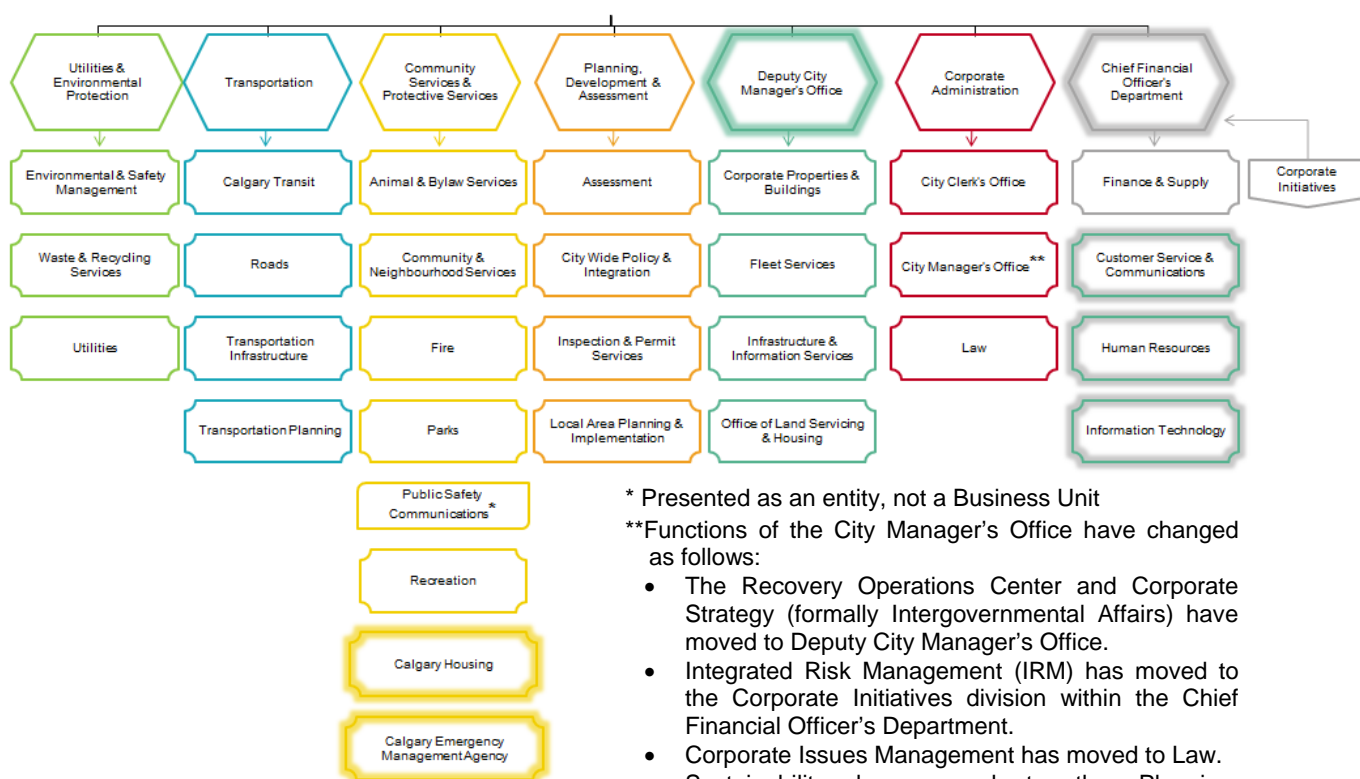 Utilities &
Environmental
Protection
Transportation
Community
Services &
Protective Services
Planning,
Development &
Assessment
Deputy City
Manager's Office
Corporate
Administration
Chief Financial
Officer's
Department
Environmental & Safety
Management
Calgary Transit
Animal & Bylaw Services
Assessment
Corporate Properties &
Buildings
City Clerk's Office
Finance & Supply
Corporate
Initiatives
Waste & Recycling
Services
Roads
Community &
Neighbourhood Services
City Wide Policy &
Integration
Fleet Services
City Manager's Office**
Customer Service &
Communications
Utilities
Transportation
Infrastructure
Fire
Inspection & Permit
Services
Infrastructure &
Information Services
Law
Human Resources
Transportation Planning
Parks
Local Area Planning &
Implementation
Office of Land Servicing
& Housing
Information Technology
Public Safety
Communications*
Recreation
Calgary Housing
Calgary Emergency
Management Agency
* Presented as an entity, not a Business Unit
**Functions of the City Manager's Office have changed
as follows:
• The Recovery Operations Center and Corporate
Strategy (formally Intergovernmental Affairs) have
moved to Deputy City Manager's Office.
• Integrated Risk Management (IRM) has moved to
the Corporate Initiatives division within the Chief
Financial Officer's Department.
• Corporate Issues Management has moved to Law.